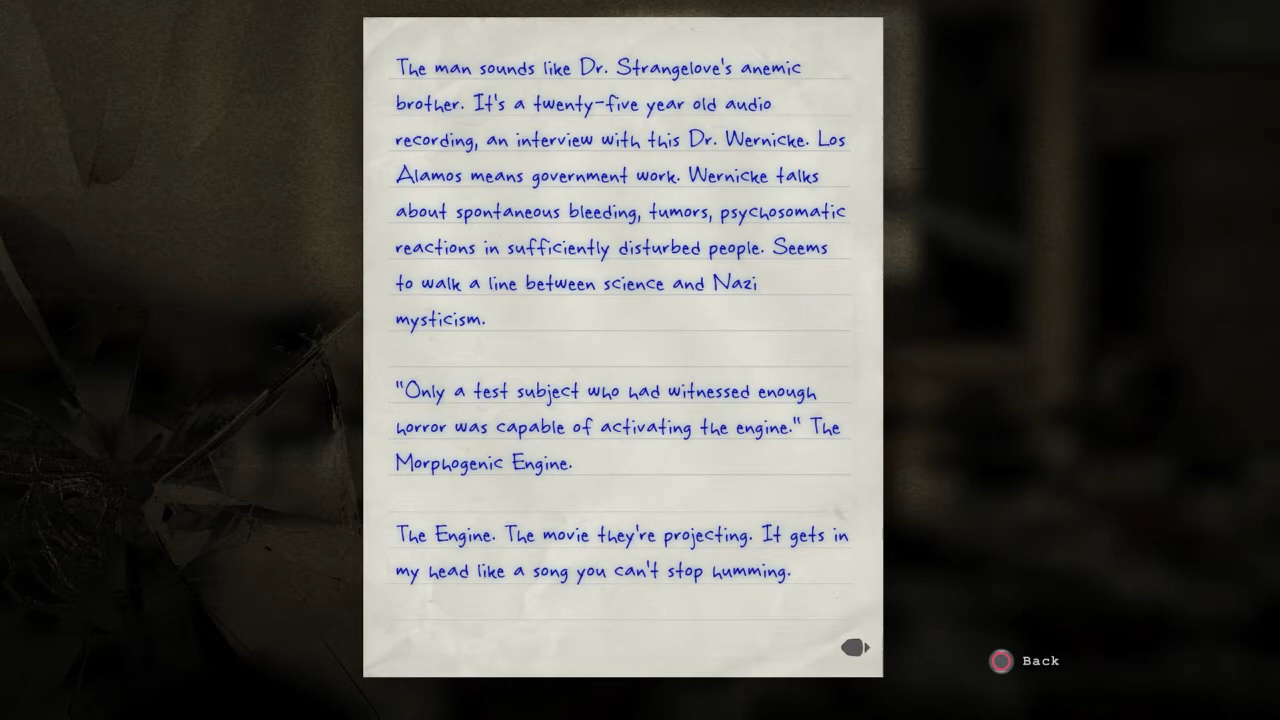 The man sounds like Dr. Strangelove's anemic
brother. It's a twenty-five year old audio
recording, an interview with this Dr. Wernicke. Los
Alamos means government work. Wernicke talks
about spontaneous bleeding, tumors, psychosomatic
reactions in sufficiently disturbed people. Seems
to walk a line between science and Nazi
mysticism.
"Only a test subject who had witnessed enough
horror was capable of activating the engine." The
Morphogenic Engine.
The Engine. The movie they're projecting. It gets in
my head like a song you can't stop humming.
Back